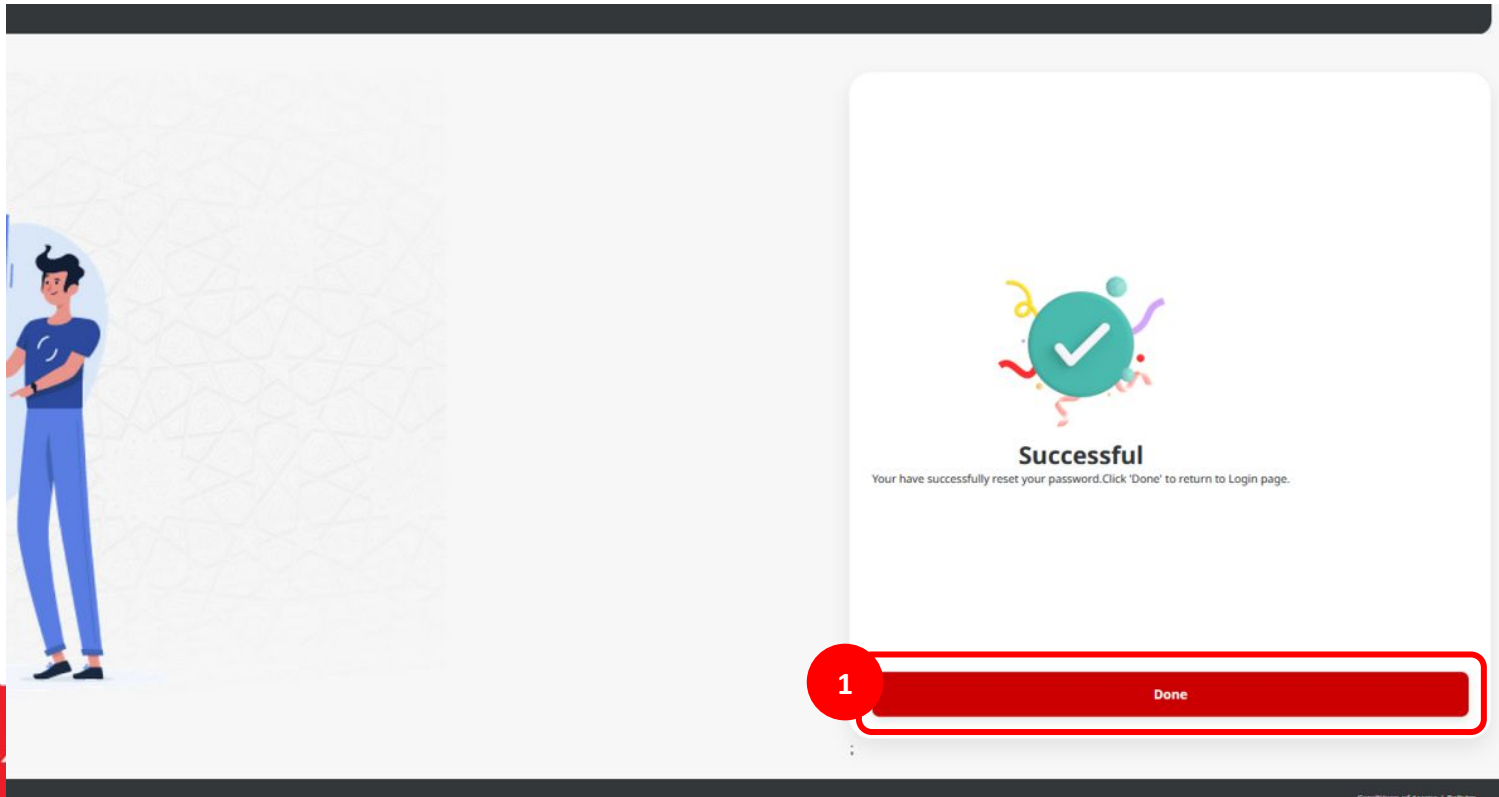 Successful
Your have successfully reset your password.Click 'Done' to return to Login page.
1
Done
;